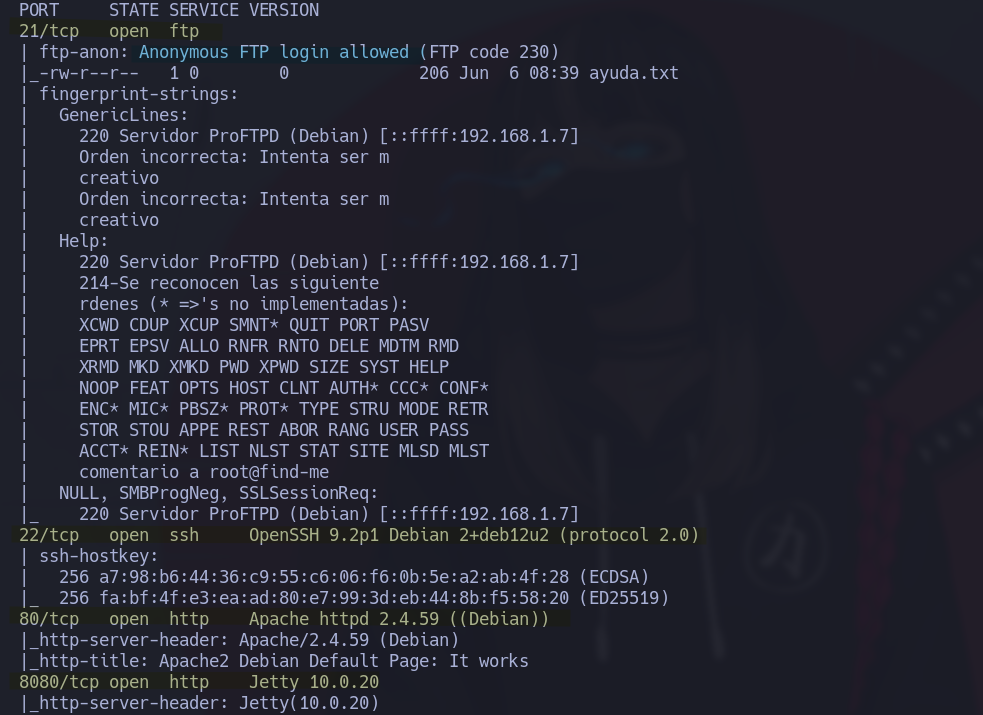 PORT     STATE SERVICE VERSION
21/tcp   open  ftp
| ftp-anon: Anonymous FTP login allowed (FTP code 230)
|_-rw-r--r--   1 0        0             206 Jun  6 08:39 ayuda.txt
| fingerprint-strings:
|   GenericLines:
|     220 Servidor ProFTPD (Debian) [::ffff:192.168.1.7]
|     Orden incorrecta: Intenta ser m
|     creativo
|     Orden incorrecta: Intenta ser m
|     creativo
|   Help:
|     220 Servidor ProFTPD (Debian) [::ffff:192.168.1.7]
|     214-Se reconocen las siguiente
|     rdenes (* =>'s no implementadas):
|     XCWD CDUP XCUP SMNT* QUIT PORT PASV
|     EPRT EPSV ALLO RNFR RNTO DELE MDTM RMD
|     XRMD MKD XMKD PWD XPWD SIZE SYST HELP
|     NOOP FEAT OPTS HOST CLNT AUTH* CCC* CONF*
|     ENC* MIC* PBSZ* PROT* TYPE STRU MODE RETR
|     STOR STOU APPE REST ABOR RANG USER PASS
|     ACCT* REIN* LIST NLST STAT SITE MLSD MLST
|     comentario a root@find-me
|   NULL, SMBProgNeg, SSLSessionReq:
|_    220 Servidor ProFTPD (Debian) [::ffff:192.168.1.7]
22/tcp   open  ssh     OpenSSH 9.2p1 Debian 2+deb12u2 (protocol 2.0)
| ssh-hostkey:
|   256 a7:98:b6:44:36:c9:55:c6:06:f6:0b:5e:a2:ab:4f:28 (ECDSA)
|_  256 fa:bf:4f:e3:ea:ad:80:e7:99:3d:eb:44:8b:f5:58:20 (ED25519)
80/tcp   open  http    Apache httpd 2.4.59 ((Debian))
|_http-server-header: Apache/2.4.59 (Debian)
|_http-title: Apache2 Debian Default Page: It works
8080/tcp open  http    Jetty 10.0.20
|_http-server-header: Jetty(10.0.20)